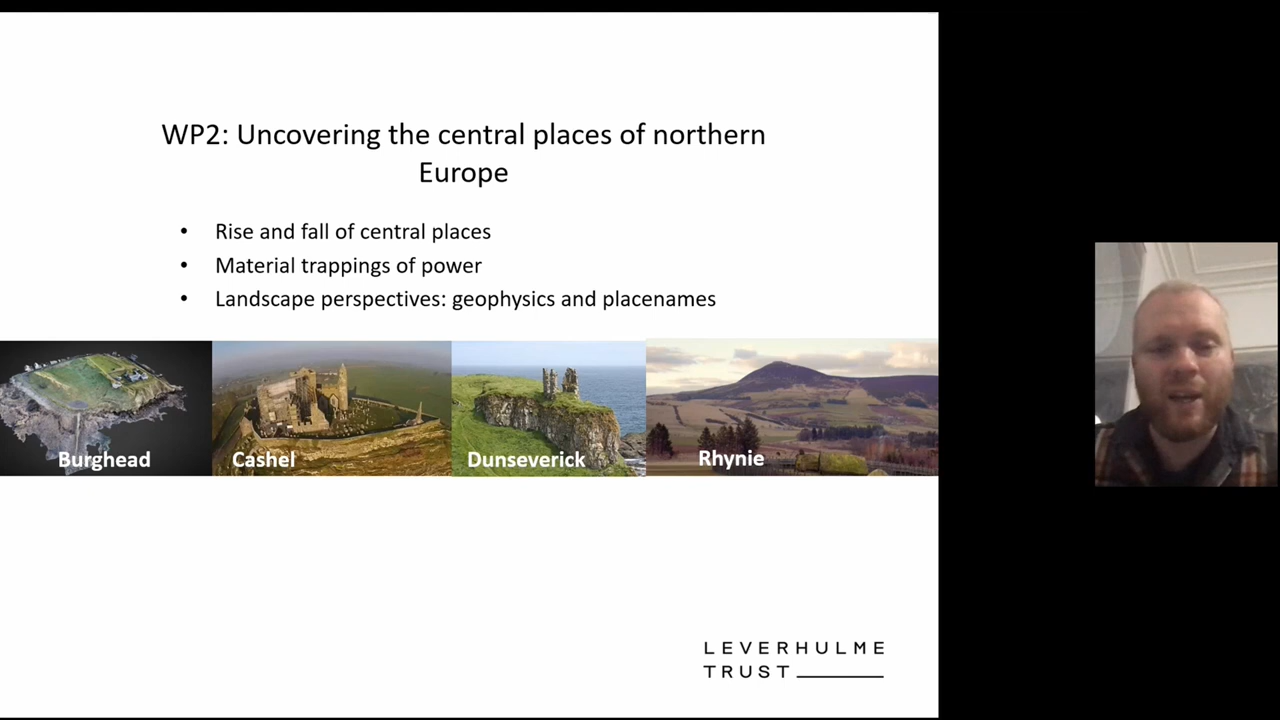 WP2: Uncovering the central places of northern
Europe
• Rise and fall of central places
• Material trappings of power
• Landscape perspectives: geophysics and placenames
Burghead
Cashel
Dunseverick
Rhynie
LEVERHULME
TRUST